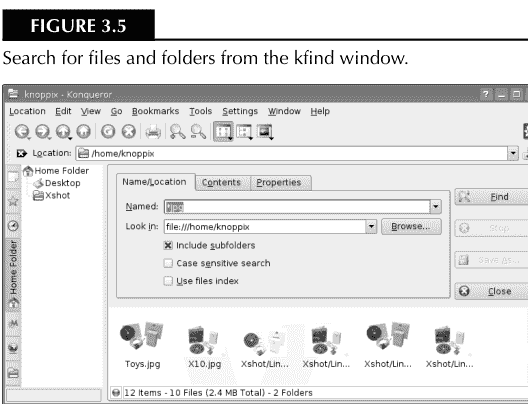 FIGURE 3.5
Search for files and folders from the kfind window.
knoppix - Konqueror
Location Edit View Go Bookmarks Tools Settings Window Help
Location: /home/knoppix
Home Folder
Desktop
Xshot
Home Folder
Name/Location Contents Properties
Named: *jpg
Look in: file:///home/knoppix Browse...
Include subfolders
Case sensitive search
Use files index
Find
Stop
Save As...
Close
Toys.jpg X10.jpg Xshot/Lin... Xshot/Lin... Xshot/Lin... Xshot/Lin...
12 Items - 10 Files (2.4 MB Total) - 2 Folders